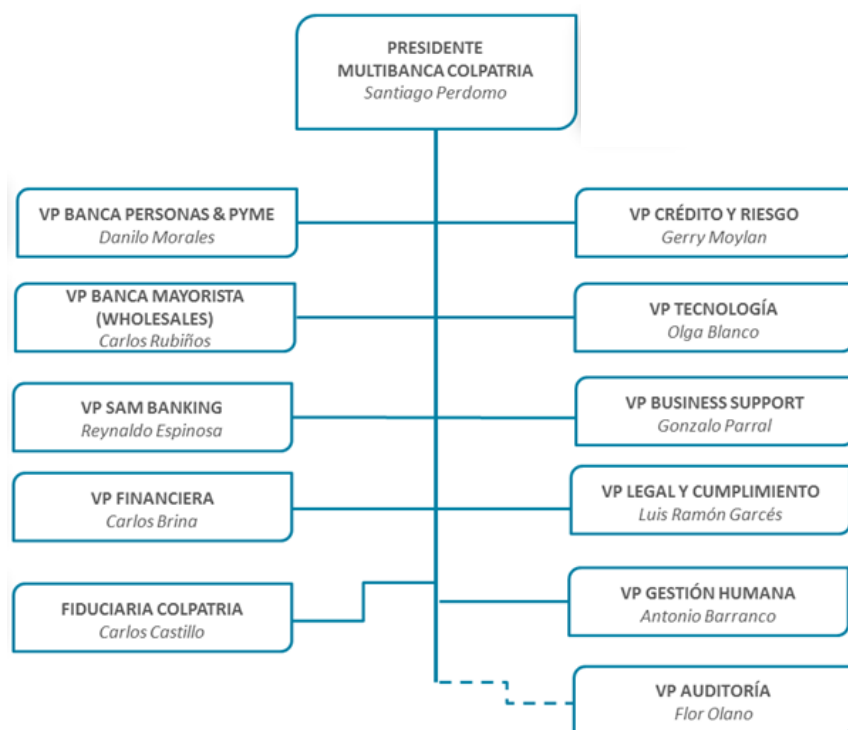 PRESIDENTE
MULTIBANCA COLPATRIA
Santiago Perdomo
VP BANCA PERSONAS & PYME
Danilo Morales
VP CRÉDITO Y RIESGO
Gerry Moylan
VP BANCA MAYORISTA
(WHOLESALES)
Carlos Rubiños
VP TECNOLOGÍA
Olga Blanco
VP SAM BANKING
Reynaldo Espinosa
VP BUSINESS SUPPORT
Gonzalo Parral
VP FINANCIERA
Carlos Brina
VP LEGAL Y CUMPLIMIENTO
Luis Ramón Garcés
FIDUCIARIA COLPATRIA
Carlos Castillo
VP GESTIÓN HUMANA
Antonio Barranco
VP AUDITORÍA
Flor Olano